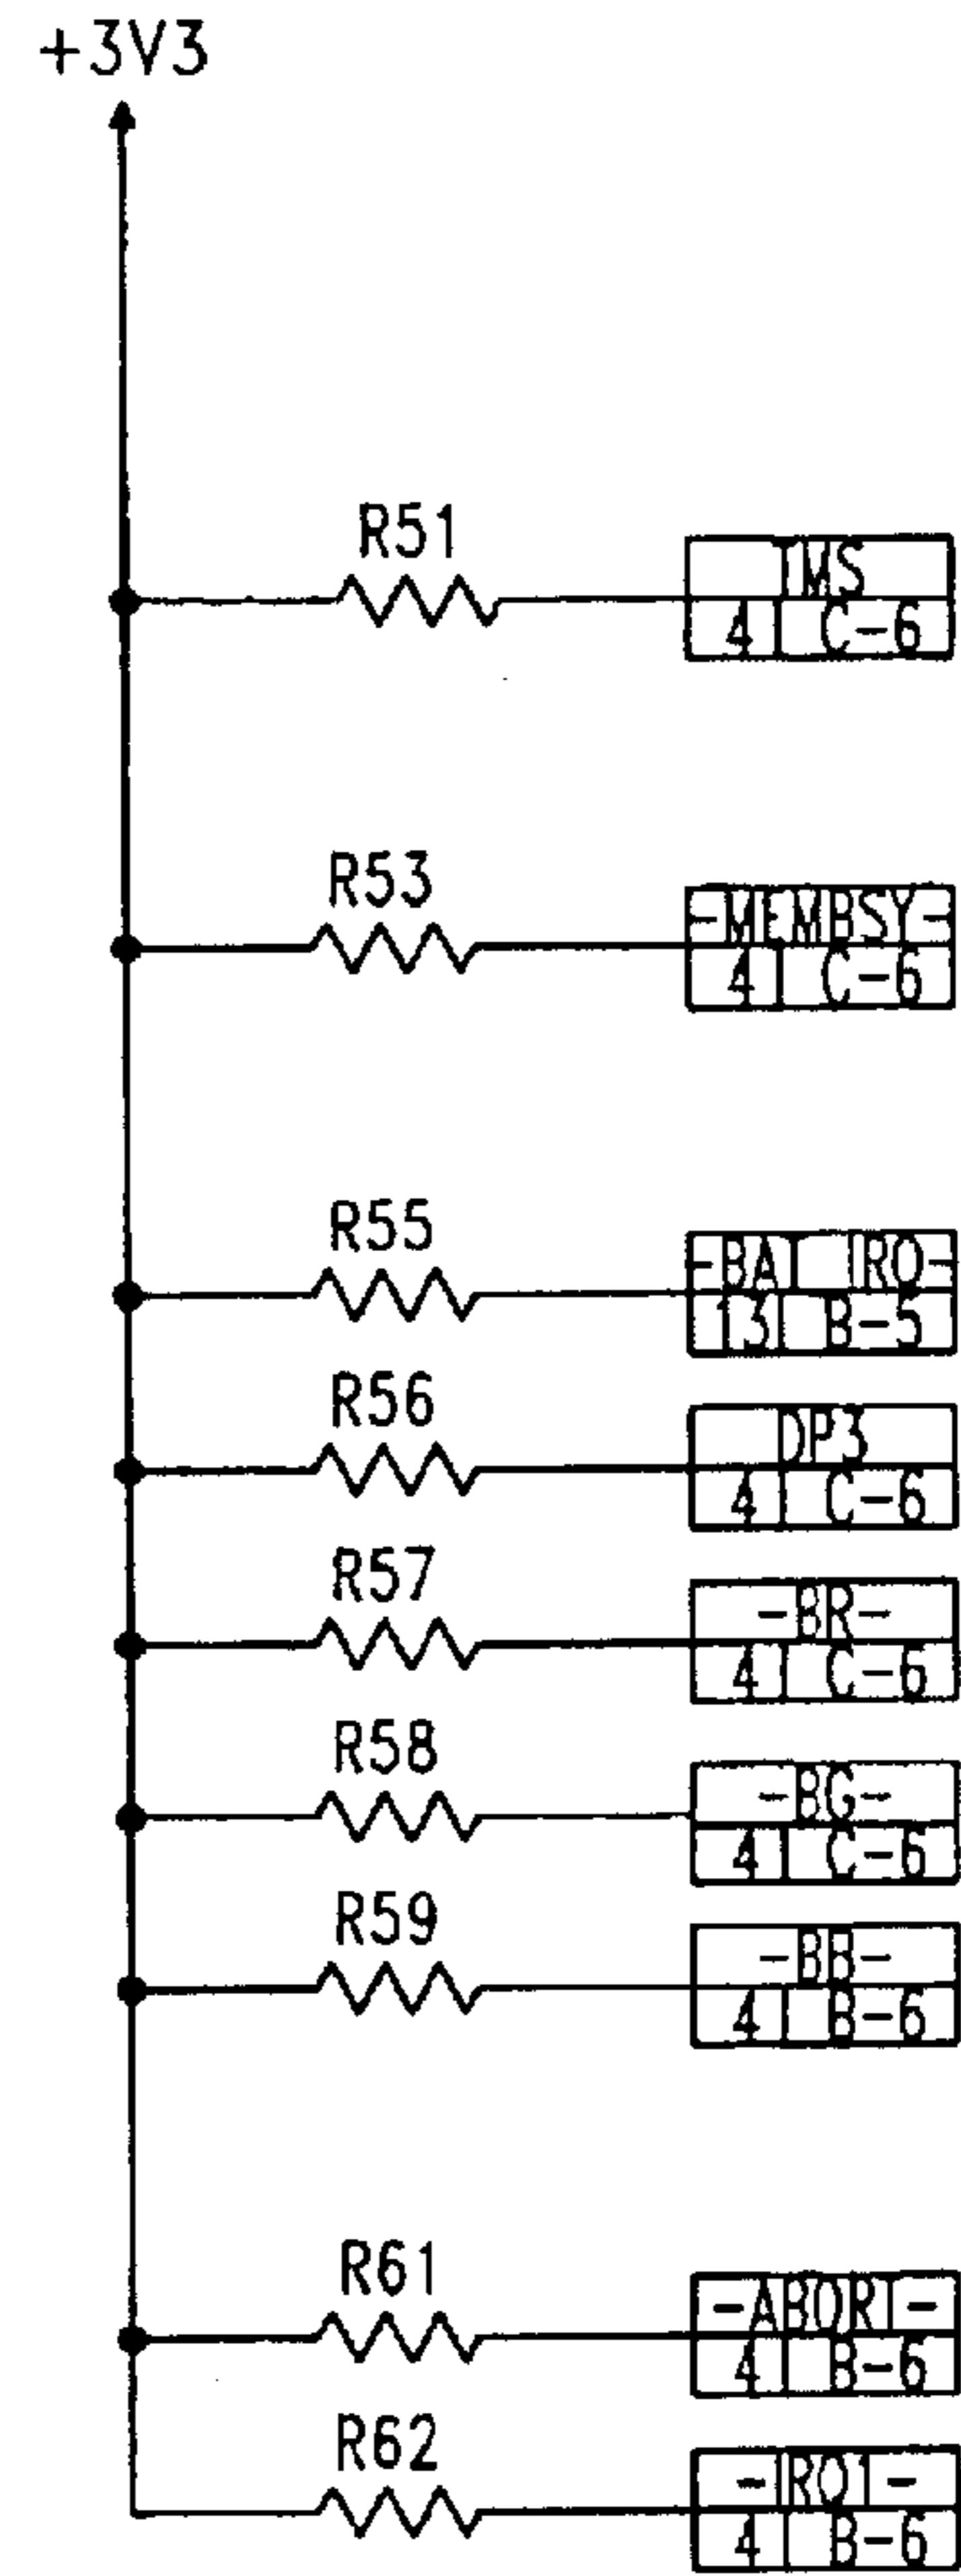 +3V3
R51
TMS
4 C-6
R53
-MEMBSY-
4 C-6
R55
-BAT IRQ-
13 B-5
R56
DP3
4 C-6
R57
-BR-
4 C-6
R58
-BG-
4 C-6
R59
-BB-
4 B-6
R61
-ABORT-
4 B-6
R62
-IRQ1-
4 B-6